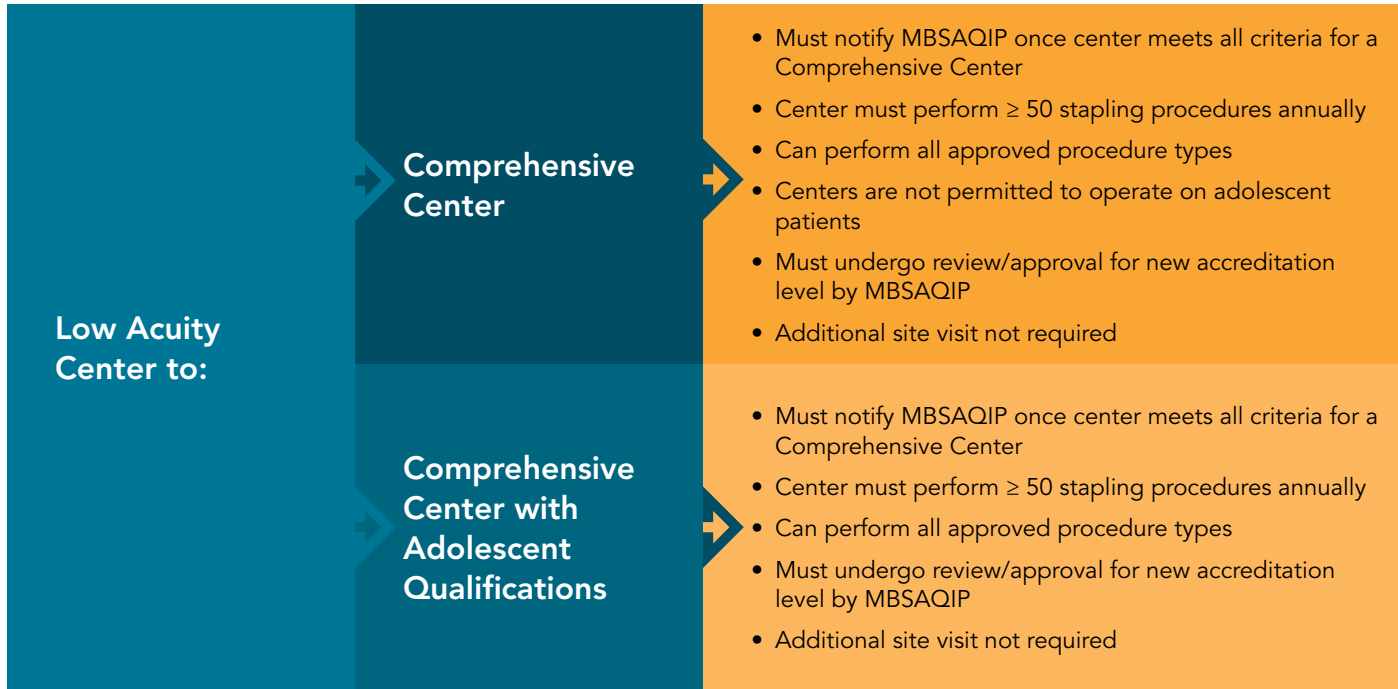 Low Acuity
Center to:
Comprehensive
Center
• Must notify MBSAQIP once center meets all criteria for a
Comprehensive Center
• Center must perform ≥ 50 stapling procedures annually
• Can perform all approved procedure types
• Centers are not permitted to operate on adolescent
patients
• Must undergo review/approval for new accreditation
level by MBSAQIP
• Additional site visit not required
Comprehensive
Center with
Adolescent
Qualifications
• Must notify MBSAQIP once center meets all criteria for a
Comprehensive Center
• Center must perform ≥ 50 stapling procedures annually
• Can perform all approved procedure types
• Must undergo review/approval for new accreditation
level by MBSAQIP
• Additional site visit not required